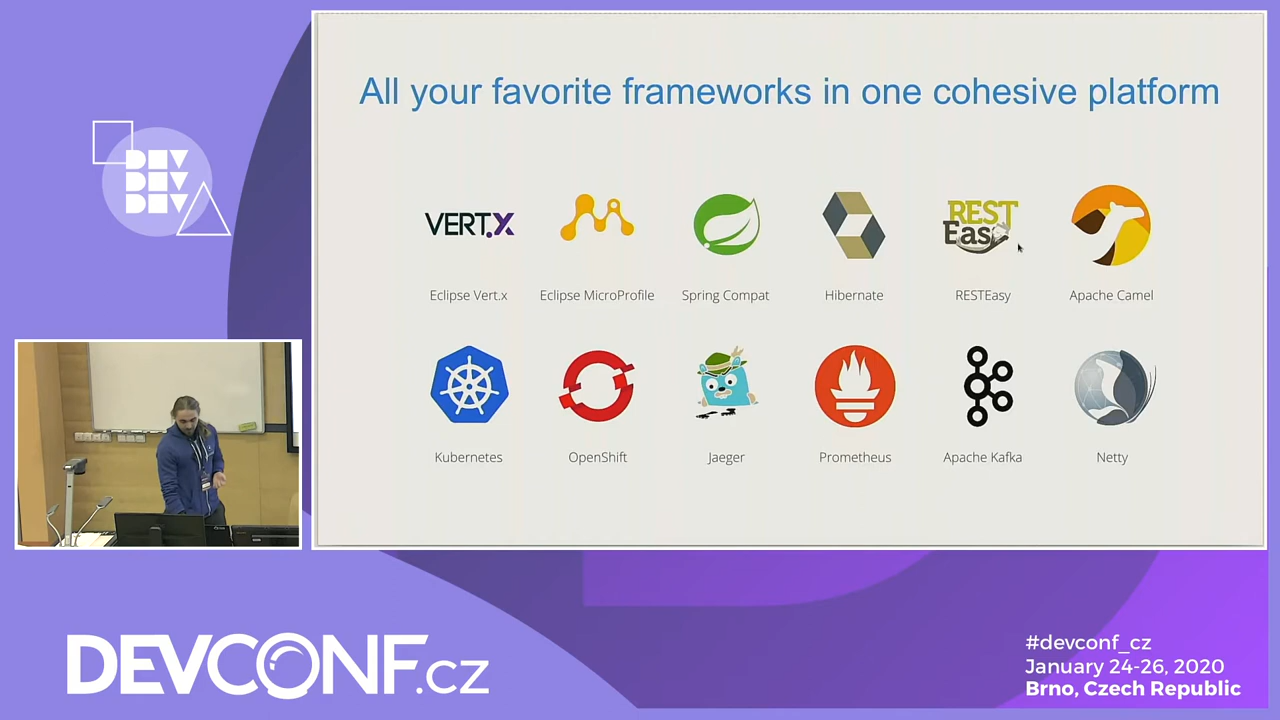 DEV
DEV
DEV
All your favorite frameworks in one cohesive platform
VERT.X
REST
Easy
Eclipse Vert.x
Eclipse MicroProfile
Spring Compat
Hibernate
RESTEasy
Apache Camel
Kubernetes
OpenShift
Jaeger
Prometheus
Apache Kafka
Netty
DEVCONF.cz
#devconf_cz
January 24-26, 2020
Brno, Czech Republic